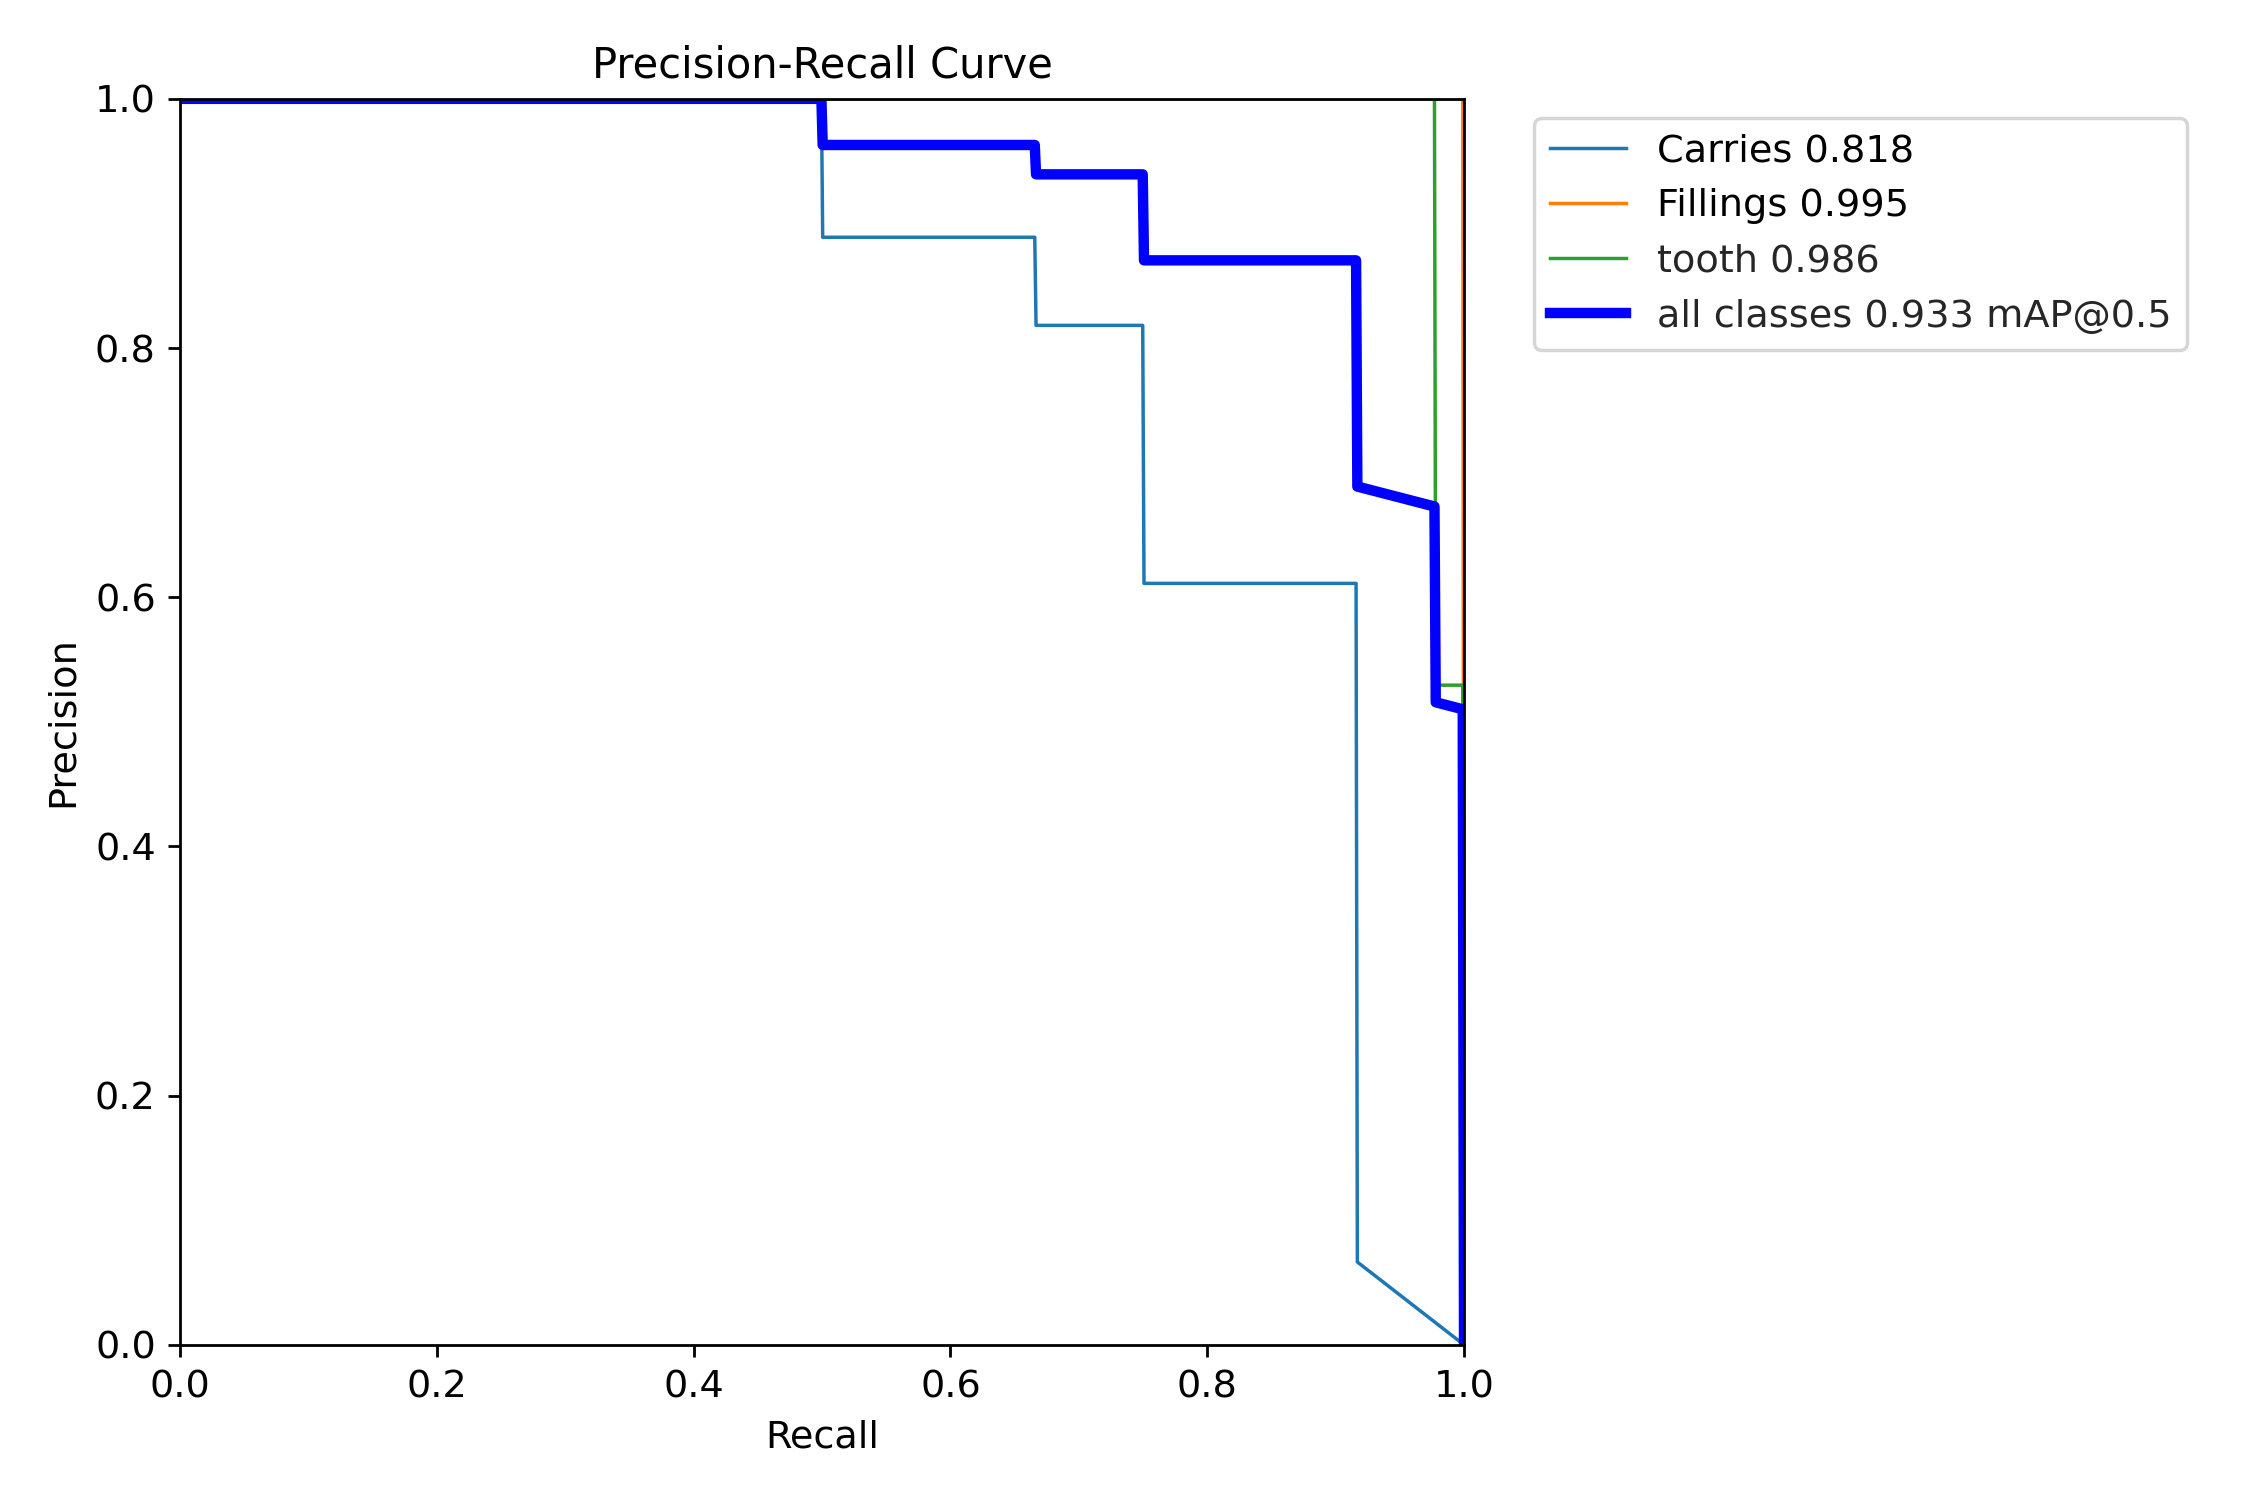 Precision-Recall Curve
1.0
0.8
0.6
0.4
0.2
0.0
Precision
0.0 0.2 0.4 0.6 0.8 1.0
Recall
Carries 0.818
Fillings 0.995
tooth 0.986
all classes 0.933 mAP@0.5